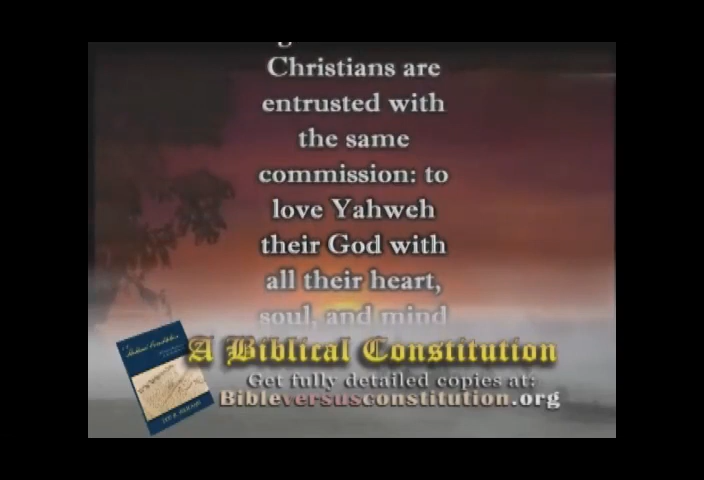 Christians are
entrusted with
the same
commission: to
love Yahweh
their God with
all their heart,
soul, and mind
A Biblical Constitution
Get fully detailed copies at:
Bibleversusconstitution.org